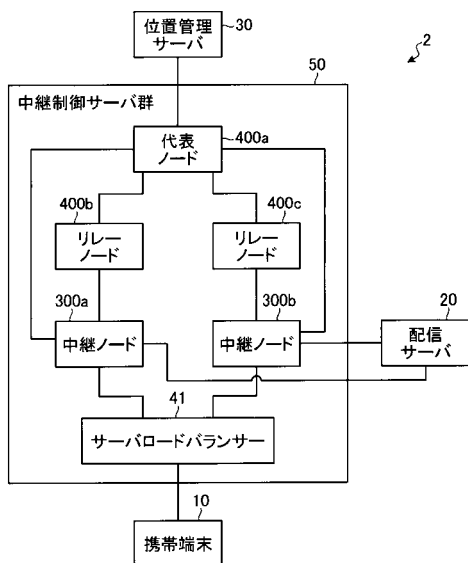 30
位置管理
サーバ
2
50
中継制御サーバ群
400a
代表
ノード
400b
リレー
ノード
400c
リレー
ノード
300a
中継ノード
300b
中継ノード
20
配信
サーバ
41
サーバロードバランサー
10
携帯端末